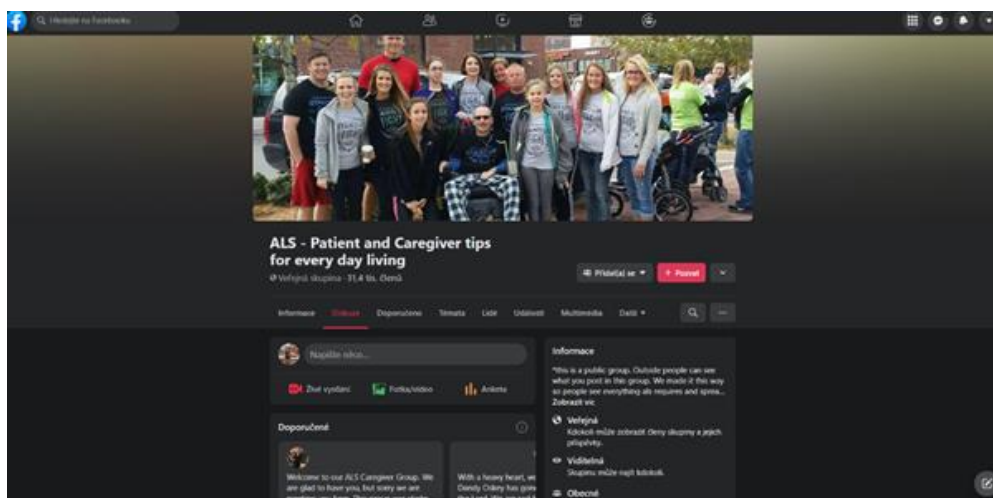 Hledejte na Facebooku
ALS - Patient and Caregiver tips
for every day living
Veřejná skupina · 31,4 tis. členů
Přidal(a) se
+ Pozvat
Informace
Diskuze
Doporučeno
Témata
Lidé
Události
Multimédia
Další
Napište něco...
Živé vysílání
Fotka/video
Anketa
Doporučené
Welcome to our ALS Caregiver Group. We
are glad to have you, but sorry we are
With a heavy heart, we
Informace
*this is a public group. Outside people can see
what you post in this group. We made it this way
so people see everything als requires and sprea...
Zobrazit víc
Veřejná
Kdokoli může zobrazit členy skupiny a jejich
příspěvky.
Viditelná
Skupinu může najít kdokoli.
Obecné